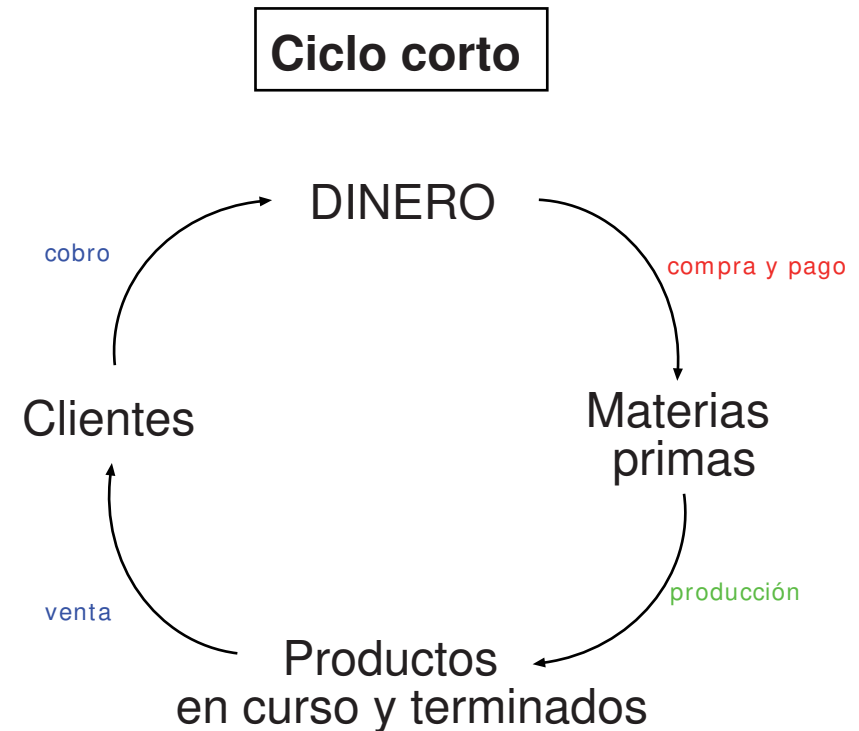 Ciclo corto
DINERO
cobro
compra y pago
Clientes
Materias
primas
producción
venta
Productos
en curso y terminados